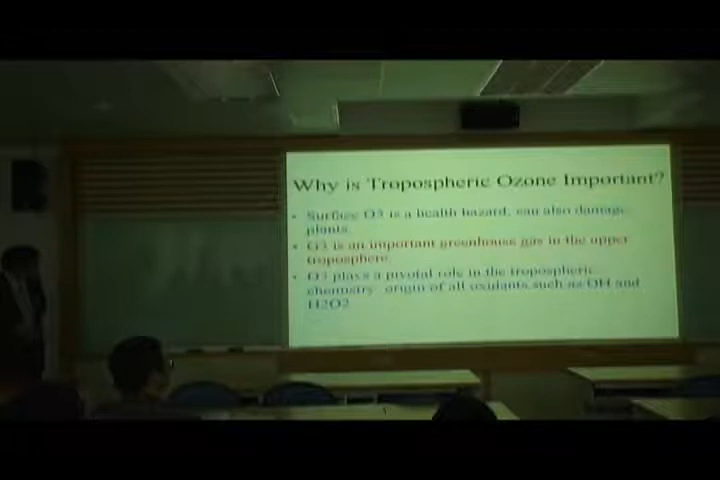 Why is Tropospheric Ozone Important?
• Surface O3 is a health hazard, can also damage
plants.
• O3 is an important greenhouse gas in the upper
troposphere
• O3 plays a pivotal role in the tropospheric
chemistry origin of all oxidants such as OH and
H2O2